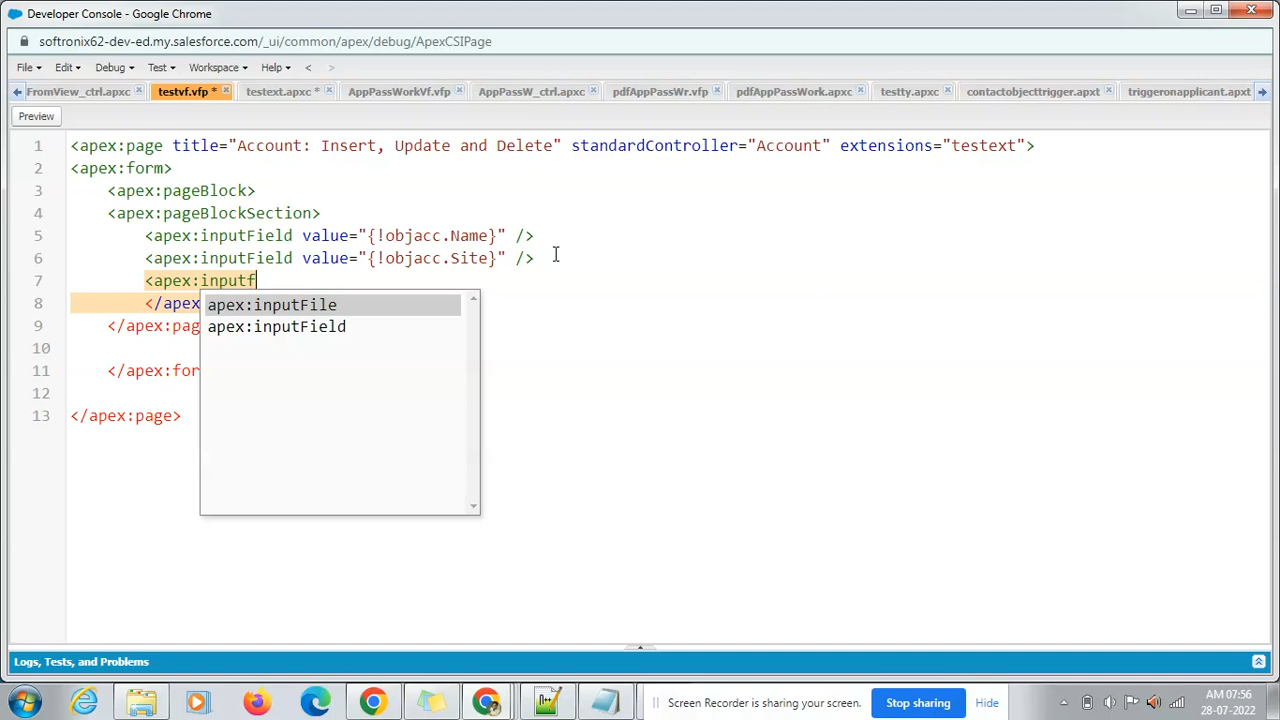 Developer Console - Google Chrome
softronix62-dev-ed.my.salesforce.com/_ui/common/apex/debug/ApexCSIPage
File Edit Debug Test Workspace Help < >
FromView_ctrl.apxc testvf.vfp * testext.apxc * AppPassWorkVf.vfp AppPassW_ctrl.apxc pdfAppPassWr.vfp pdfAppPassWork.apxc testty.apxc contactobjecttrigger.apxt triggeronapplicant.apxt
Preview
1 <apex:page title="Account: Insert, Update and Delete" standardController="Account" extensions="testext">
2 <apex:form>
3 <apex:pageBlock>
4 <apex:pageBlockSection>
5 <apex:inputField value="{!objacc.Name}" />
6 <apex:inputField value="{!objacc.Site}" />
7 <apex:inputf
8 </apex
apex:inputFile
9 </apex:pag
apex:inputField
10
11 </apex:for
12
13 </apex:page>
Logs, Tests, and Problems
Screen Recorder is sharing your screen. Stop sharing Hide
AM 07:56
28-07-2022